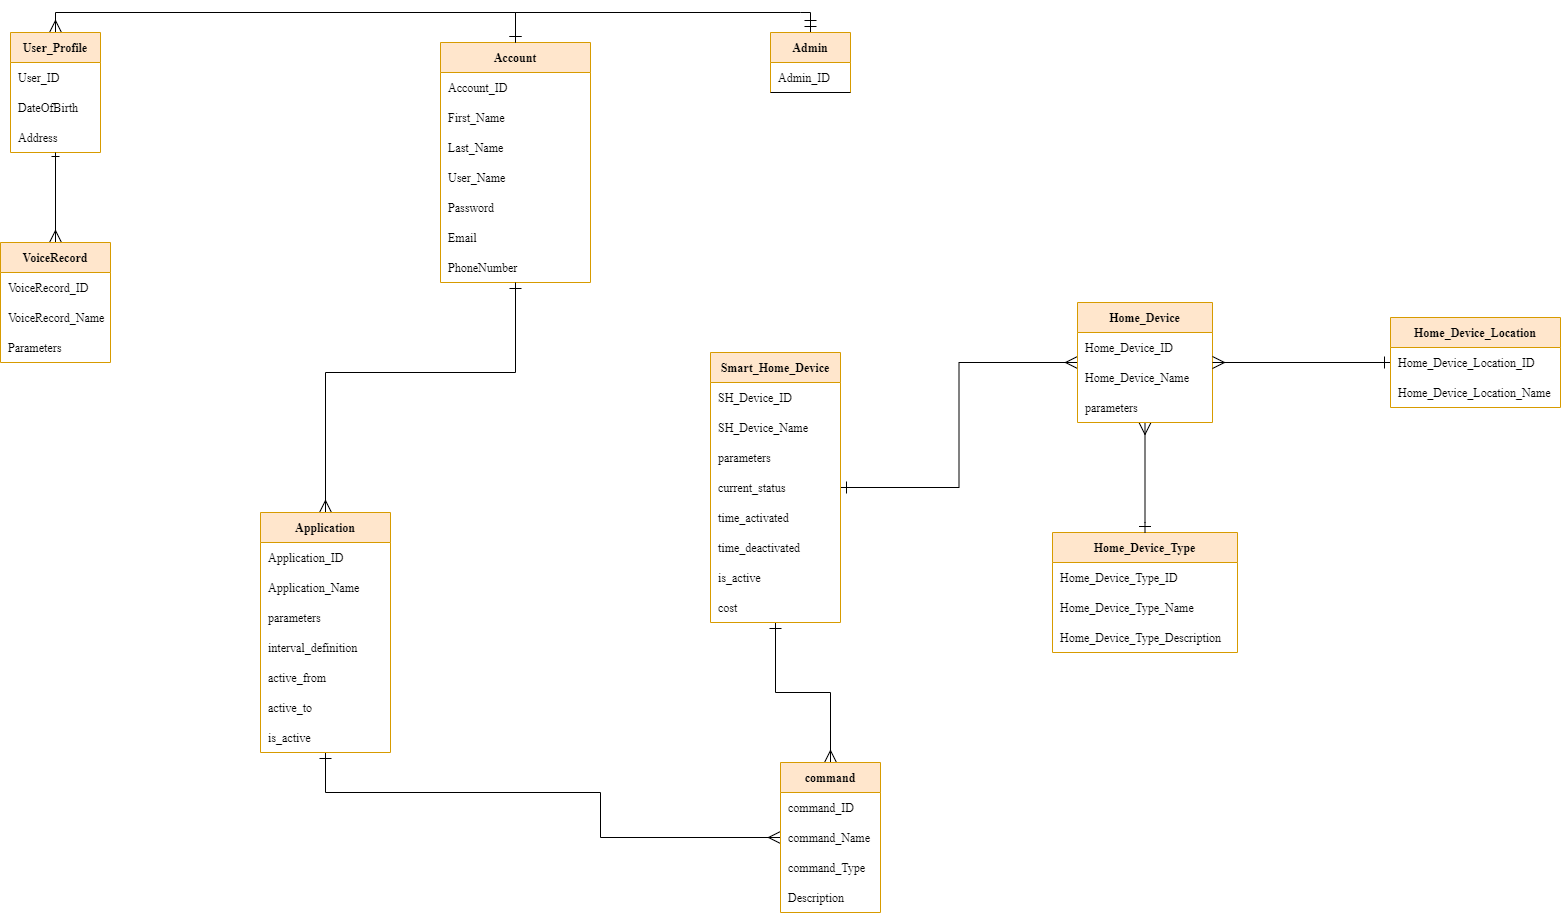 User_Profile
User_ID
DateOfBirth
Address
Account
Account_ID
First_Name
Last_Name
User_Name
Password
Email
PhoneNumber
Admin
Admin_ID
VoiceRecord
VoiceRecord_ID
VoiceRecord_Name
Parameters
Smart_Home_Device
SH_Device_ID
SH_Device_Name
parameters
current_status
time_activated
time_deactivated
is_active
cost
Home_Device
Home_Device_ID
Home_Device_Name
parameters
Home_Device_Location
Home_Device_Location_ID
Home_Device_Location_Name
Home_Device_Type
Home_Device_Type_ID
Home_Device_Type_Name
Home_Device_Type_Description
Application
Application_ID
Application_Name
parameters
interval_definition
active_from
active_to
is_active
command
command_ID
command_Name
command_Type
Description